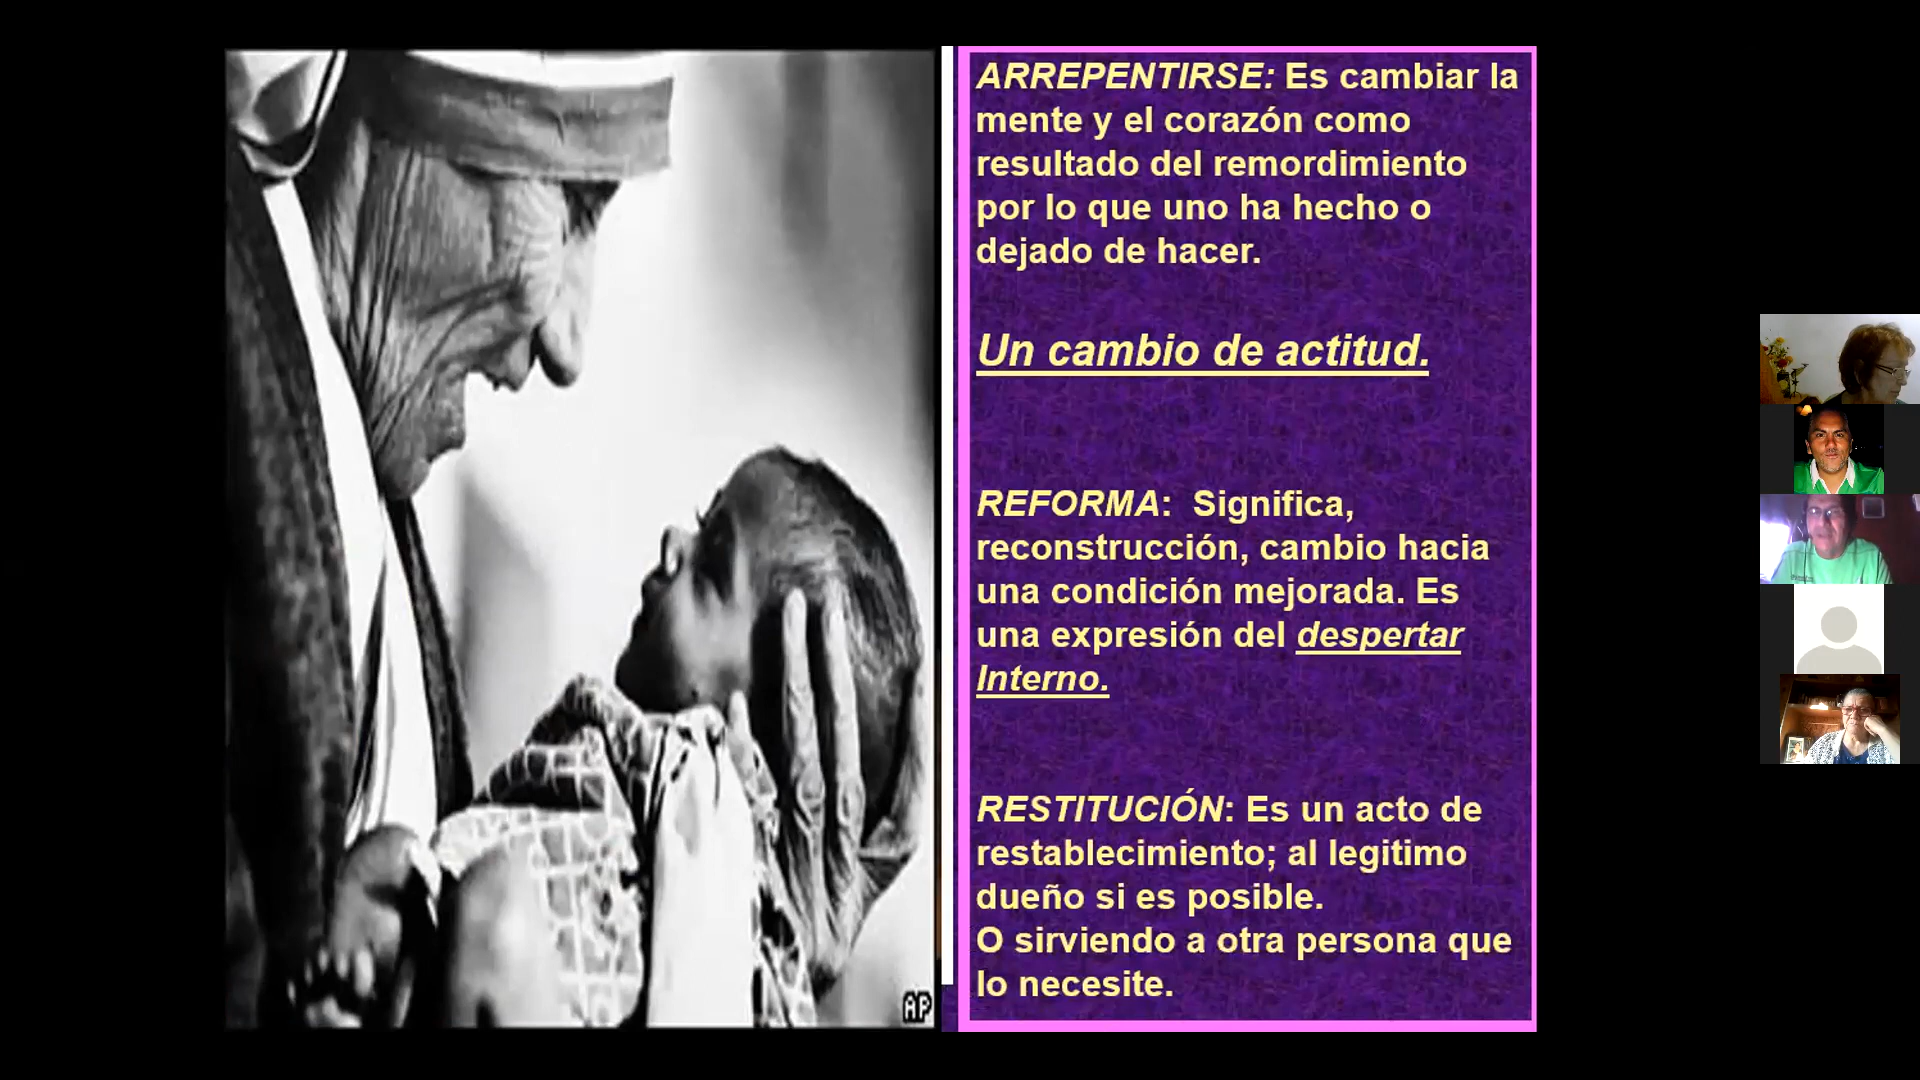 ARREPENTIRSE: Es cambiar la
mente y el corazón como
resultado del remordimiento
por lo que uno ha hecho o
dejado de hacer.
Un cambio de actitud.
REFORMA:  Significa,
reconstrucción, cambio hacia
una condición mejorada. Es
una expresión del despertar
Interno.
RESTITUCIÓN: Es un acto de
restablecimiento; al legitimo
dueño si es posible.
O sirviendo a otra persona que
lo necesite.
AP